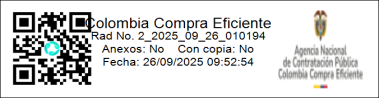 Colombia Compra Eficiente
Rad No. 2_2025_09_26_010194
Anexos: No Con copia: No
Fecha: 26/09/2025 09:52:54
Agencia Nacional
de Contratación Pública
Colombia Compra Eficiente